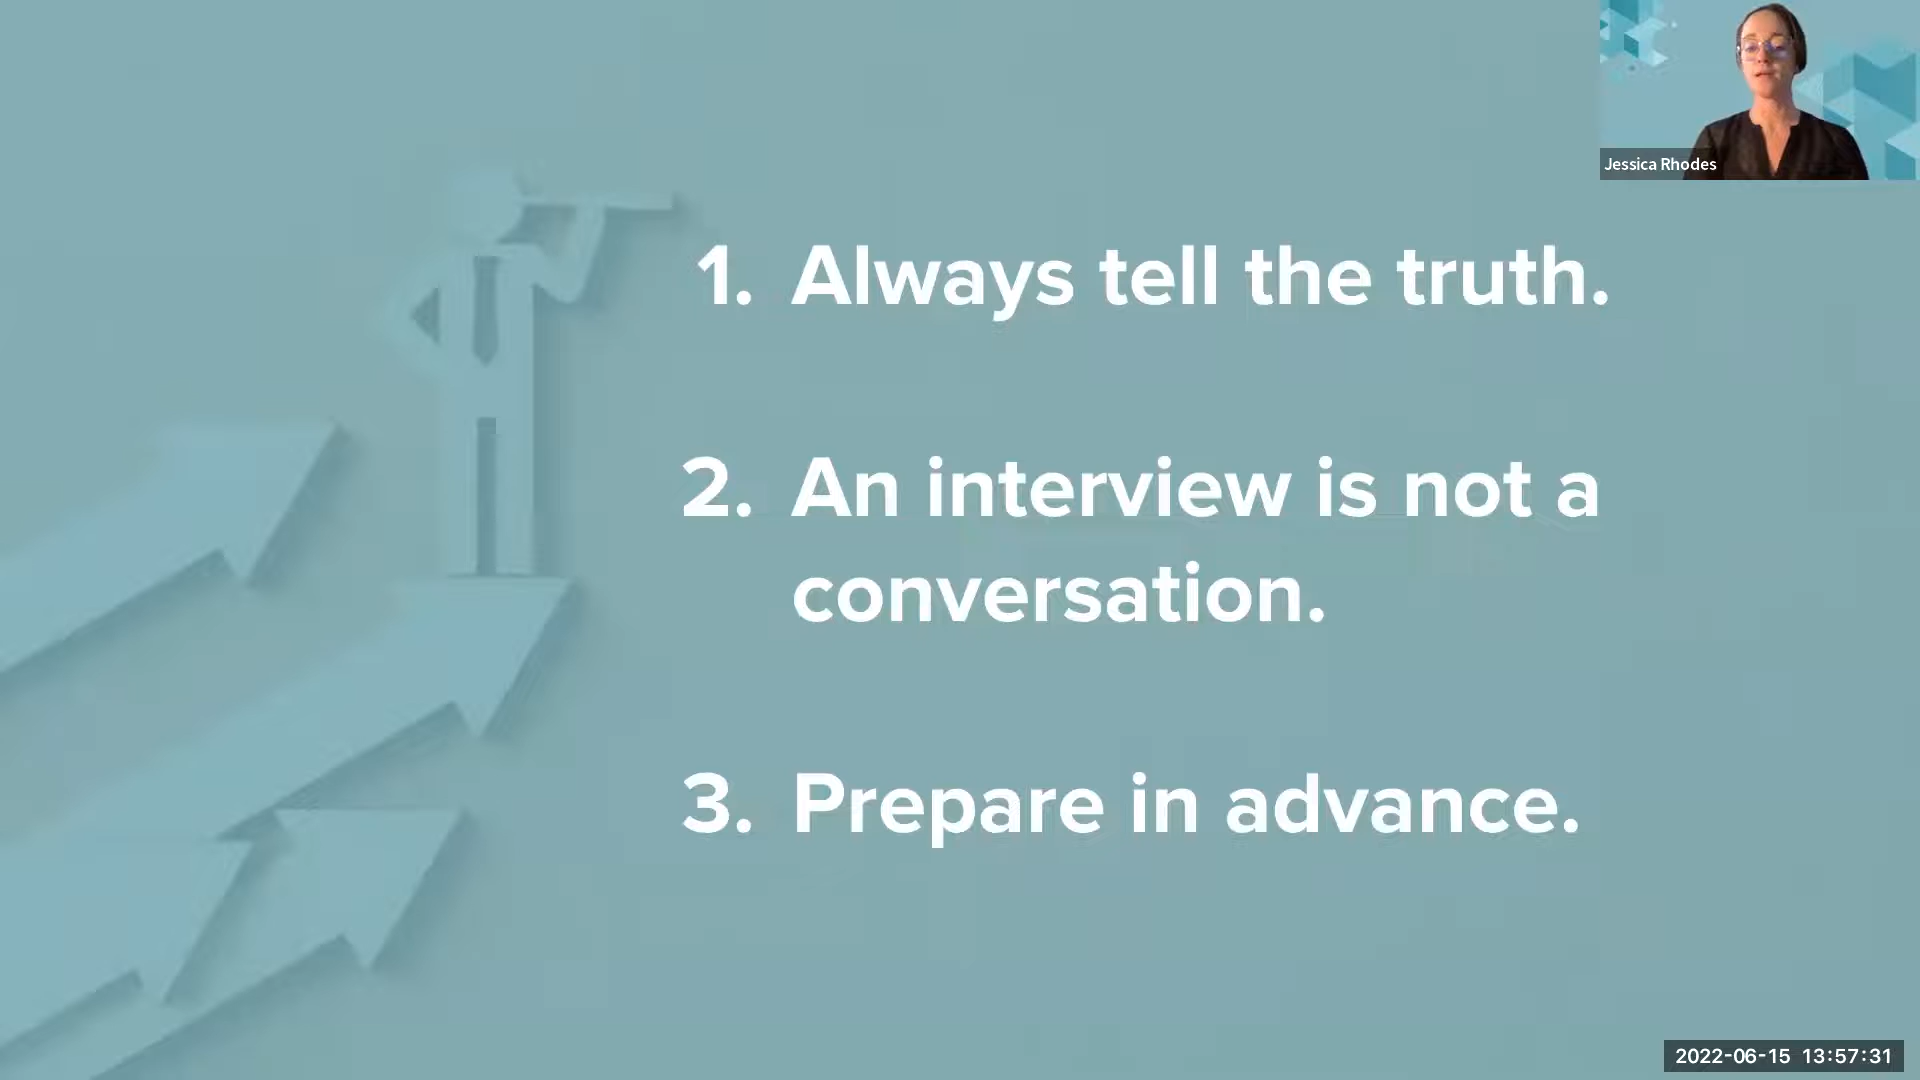 Jessica Rhodes
1. Always tell the truth.
2. An interview is not a
conversation.
3. Prepare in advance.
2022-06-15 13:57:31